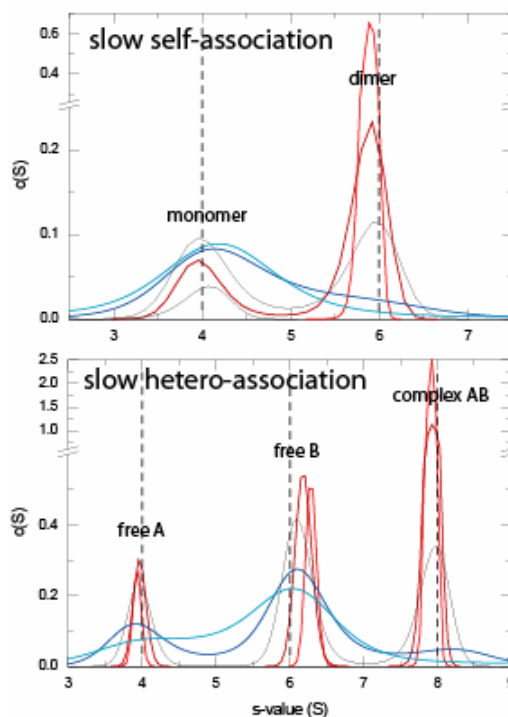 slow self-association
0.6
dimer
0.4
0.2
c(S)
monomer
0.1
0.0
3 4 5 6 7
slow hetero-association
2.5
2.0
complex AB
1.5
1.0
free B
c(S)
0.4
free A
0.2
0.0
3 4 5 6 7 8 9
s-value (S)